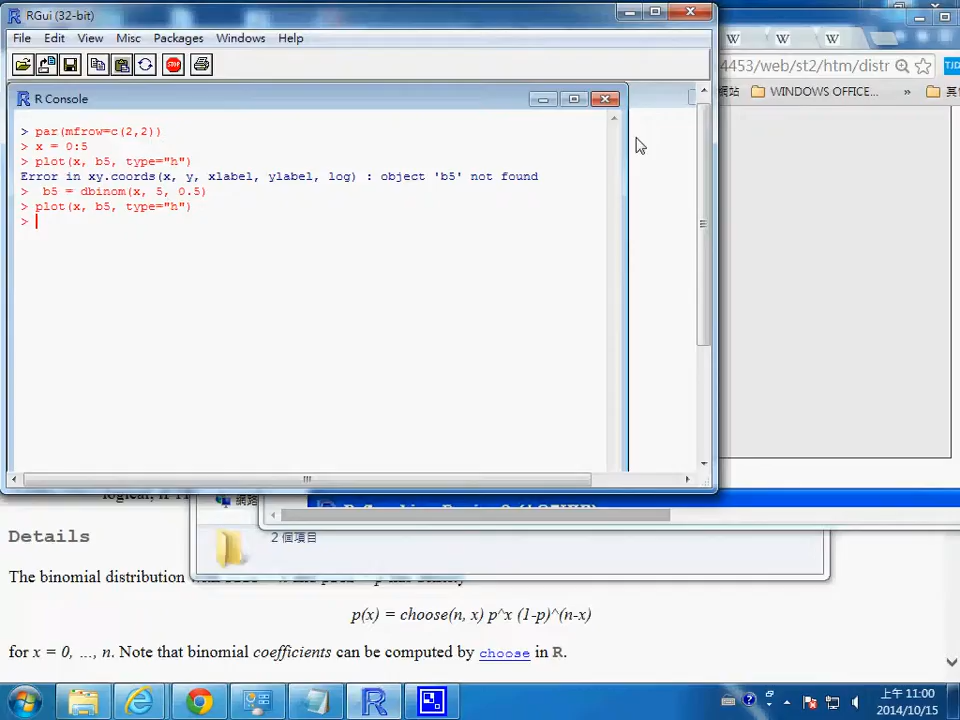 RGui (32-bit)
File Edit View Misc Packages Windows Help
STOP
R Console
> par(mfrow=c(2,2))
> x = 0:5
> plot(x, b5, type="h")
Error in xy.coords(x, y, xlabel, ylabel, log) : object 'b5' not found
>  b5 = dbinom(x, 5, 0.5)
> plot(x, b5, type="h")
>
W W W
4453/web/st2/htm/distr
WINDOWS OFFICE... »
2 個項目
Details
The binomial distribution
p(x) = choose(n, x) p^x (1-p)^(n-x)
for x = 0, ..., n. Note that binomial coefficients can be computed by choose in R.
上午 11:00
2014/10/15